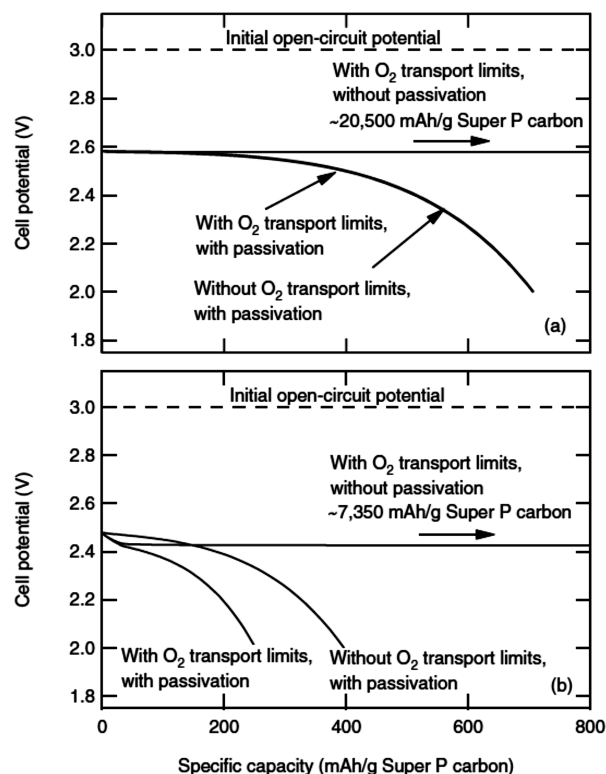 Initial open-circuit potential
3.0
With O2 transport limits,
without passivation
2.8
~20,500 mAh/g Super P carbon
2.6
Cell potential (V)
2.4
With O2 transport limits,
with passivation
2.2
Without O2 transport limits,
with passivation
2.0
1.8
(a)
Initial open-circuit potential
3.0
With O2 transport limits,
without passivation
2.8
~7,350 mAh/g Super P carbon
2.6
Cell potential (V)
2.4
2.2
2.0
With O2 transport limits,
with passivation
Without O2 transport limits,
with passivation
1.8
(b)
0 200 400 600 800
Specific capacity (mAh/g Super P carbon)